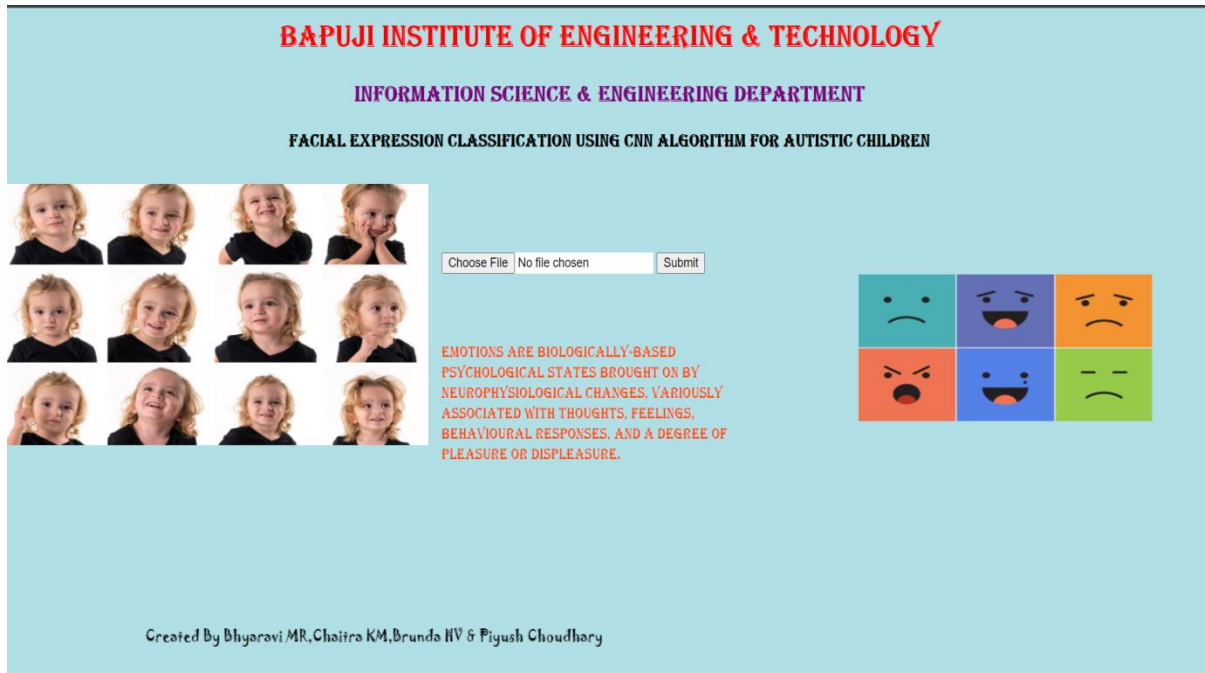 BAPUJI INSTITUTE OF ENGINEERING & TECHNOLOGY
INFORMATION SCIENCE & ENGINEERING DEPARTMENT
FACIAL EXPRESSION CLASSIFICATION USING CNN ALGORITHM FOR AUTISTIC CHILDREN
Choose File No file chosen Submit
EMOTIONS ARE BIOLOGICALLY-BASED
PSYCHOLOGICAL STATES BROUGHT ON BY
NEUROPHYSIOLOGICAL CHANGES, VARIOUSLY
ASSOCIATED WITH THOUGHTS, FEELINGS,
BEHAVIOURAL RESPONSES, AND A DEGREE OF
PLEASURE OR DISPLEASURE.
Created By Bhyaravi MR,Chaitra KM,Brunda NV & Piyush Choudhary